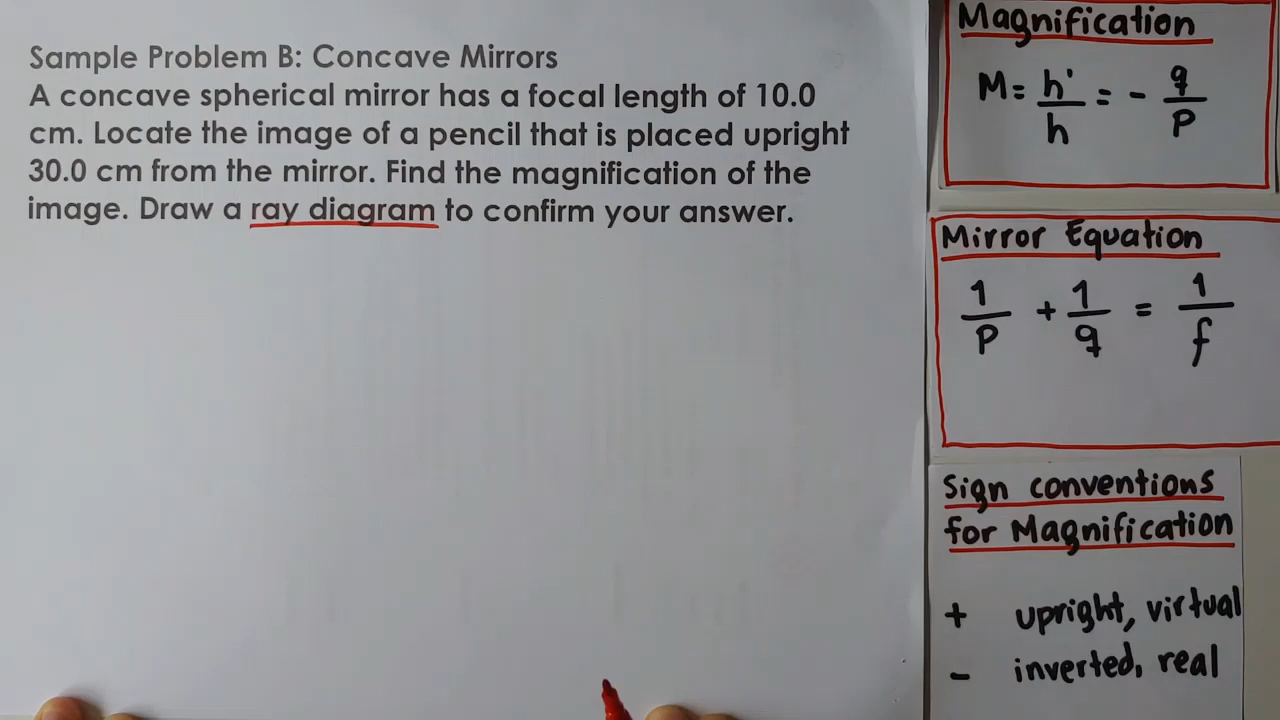 Sample Problem B: Concave Mirrors
A concave spherical mirror has a focal length of 10.0
cm. Locate the image of a pencil that is placed upright
30.0 cm from the mirror. Find the magnification of the
image. Draw a ray diagram to confirm your answer.
Magnification
M = h'/h = - q/p
Mirror Equation
1/p + 1/q = 1/f
Sign conventions
for Magnification
+ upright, virtual
- inverted, real